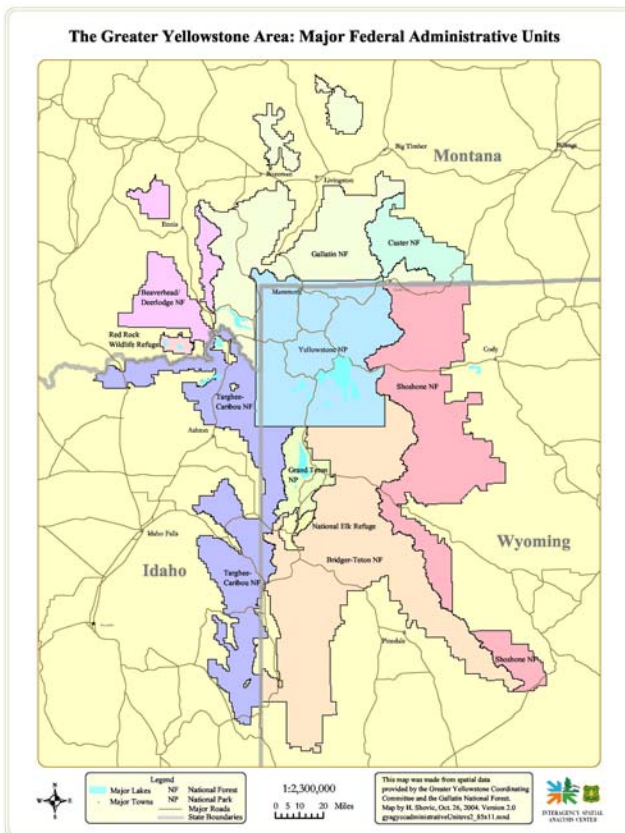 The Greater Yellowstone Area: Major Federal Administrative Units
Big Timber
Billings
Montana
Bozeman
Livingston
Ennis
Gallatin NF
Custer NF
Beaverhead/
Deerlodge NF
Mammoth
Red Rock
Wildlife Refuge
Yellowstone NP
Cody
Targhee-
Caribou NF
Shoshone NF
Ashton
Grand Teton
NP
National Elk Refuge
Idaho Falls
Wyoming
Idaho
Targhee-
Caribou NF
Bridger-Teton NF
Pinedale
Shoshone NF
Legend
Major Lakes
NF National Forest
Major Towns
NP National Park
Major Roads
State Boundaries
1:2,300,000
0 5 10 20 Miles
This map was made from spatial data
provided by the Greater Yellowstone Coordinating
Committee and the Gallatin National Forest.
Map by H. Shovic, Oct. 26, 2004. Version 2.0
INTERAGENCY SPATIAL
ANALYSIS CENTER